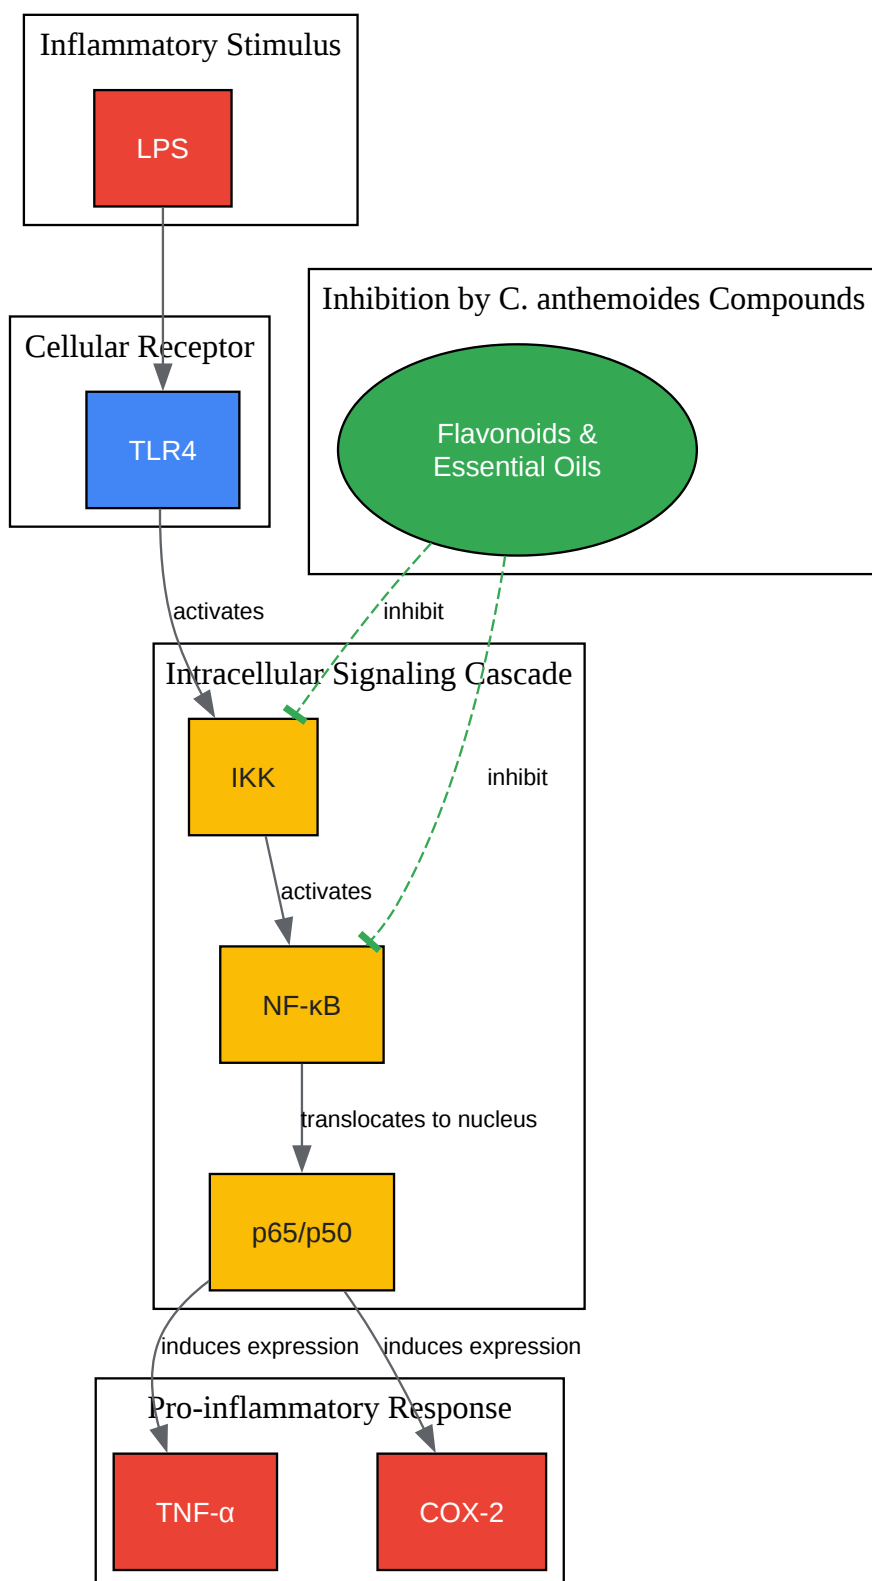 Inflammatory Stimulus
LPS
Inhibition by C. anthemoides Compounds
Cellular Receptor
Flavonoids &
Essential Oils
TLR4
activates
inhibit
Intracellular Signaling Cascade
IKK
inhibit
activates
NF-κB
translocates to nucleus
p65/p50
induces expression
induces expression
Pro-inflammatory Response
TNF-α
COX-2